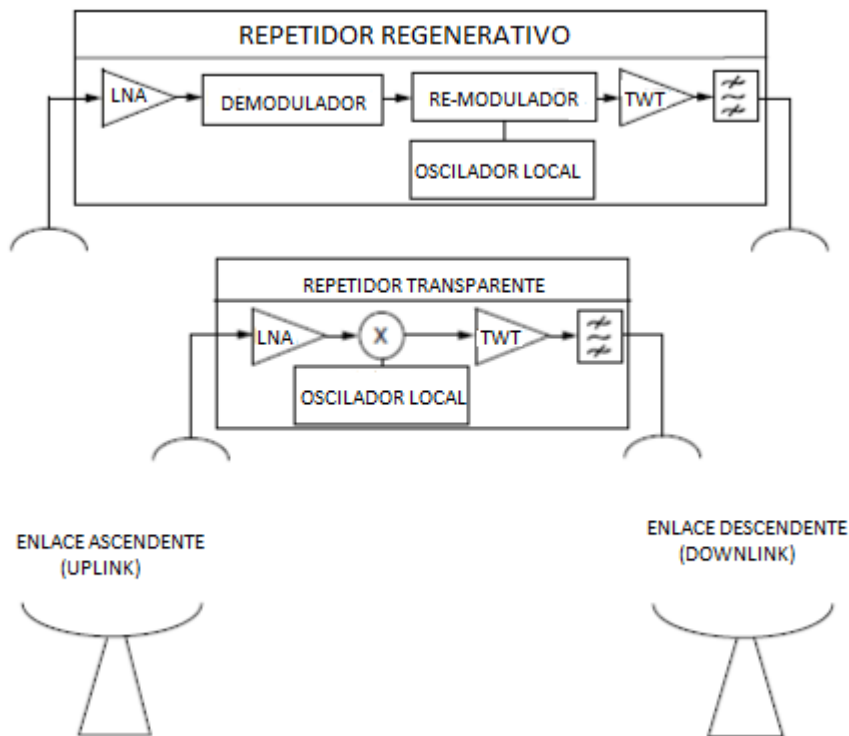 REPETIDOR REGENERATIVO
LNA
DEMODULADOR
RE-MODULADOR
TWT
OSCILADOR LOCAL
REPETIDOR TRANSPARENTE
LNA
X
TWT
OSCILADOR LOCAL
ENLACE ASCENDENTE
(UPLINK)
ENLACE DESCENDENTE
(DOWNLINK)